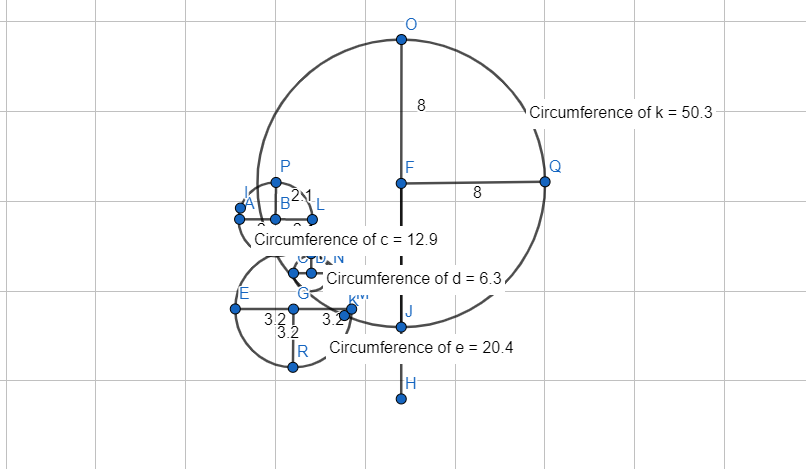 O
8
Circumference of k = 50.3
P
F
Q
I
2.1
8
A
B
L
Circumference of c = 12.9
N
Circumference of d = 6.3
E
G
K
M
3.2
3.2
3.2
J
R
Circumference of e = 20.4
H